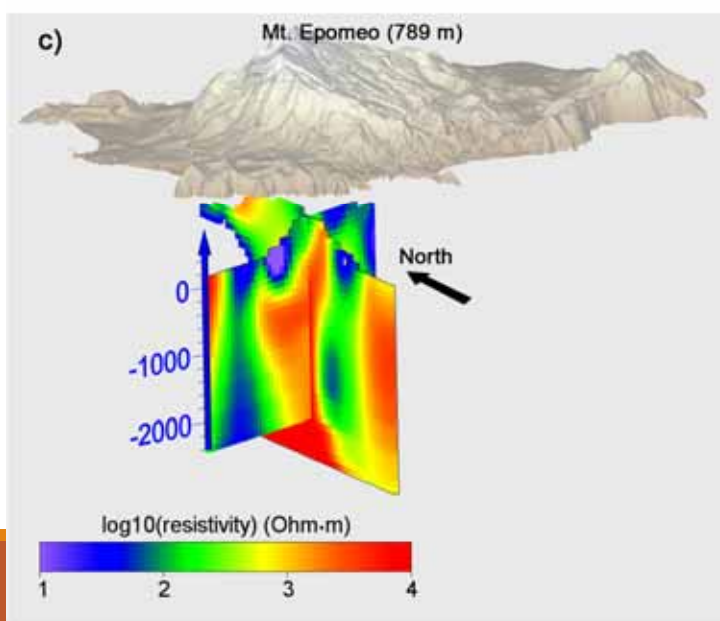 c)
Mt. Epomeo (789 m)
North
0
-1000
-2000
log10(resistivity) (Ohm·m)
1 2 3 4